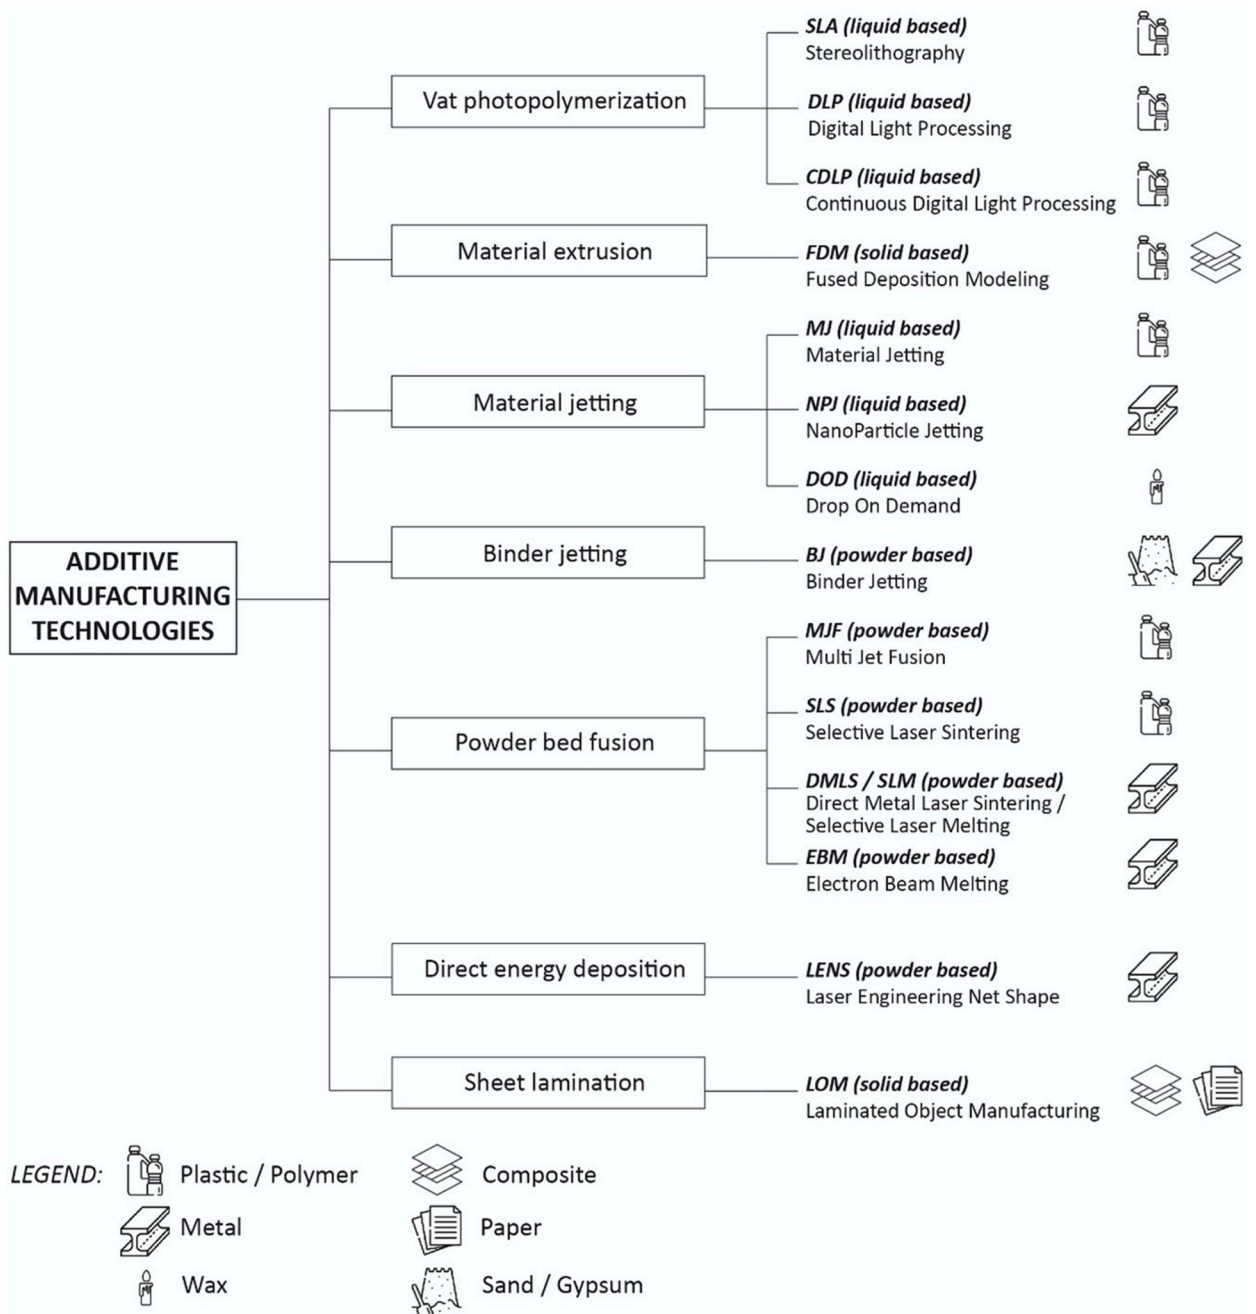 SLA (liquid based)
Stereolithography
Vat photopolymerization
DLP (liquid based)
Digital Light Processing
CDLP (liquid based)
Continuous Digital Light Processing
Material extrusion
FDM (solid based)
Fused Deposition Modeling
MJ (liquid based)
Material Jetting
Material jetting
NPJ (liquid based)
NanoParticle Jetting
DOD (liquid based)
Drop On Demand
ADDITIVE
MANUFACTURING
TECHNOLOGIES
Binder jetting
BJ (powder based)
Binder Jetting
MJF (powder based)
Multi Jet Fusion
Powder bed fusion
SLS (powder based)
Selective Laser Sintering
DMLS / SLM (powder based)
Direct Metal Laser Sintering /
Selective Laser Melting
EBM (powder based)
Electron Beam Melting
Direct energy deposition
LENS (powder based)
Laser Engineering Net Shape
Sheet lamination
LOM (solid based)
Laminated Object Manufacturing
LEGEND:
Plastic / Polymer
Composite
Metal
Paper
Wax
Sand / Gypsum